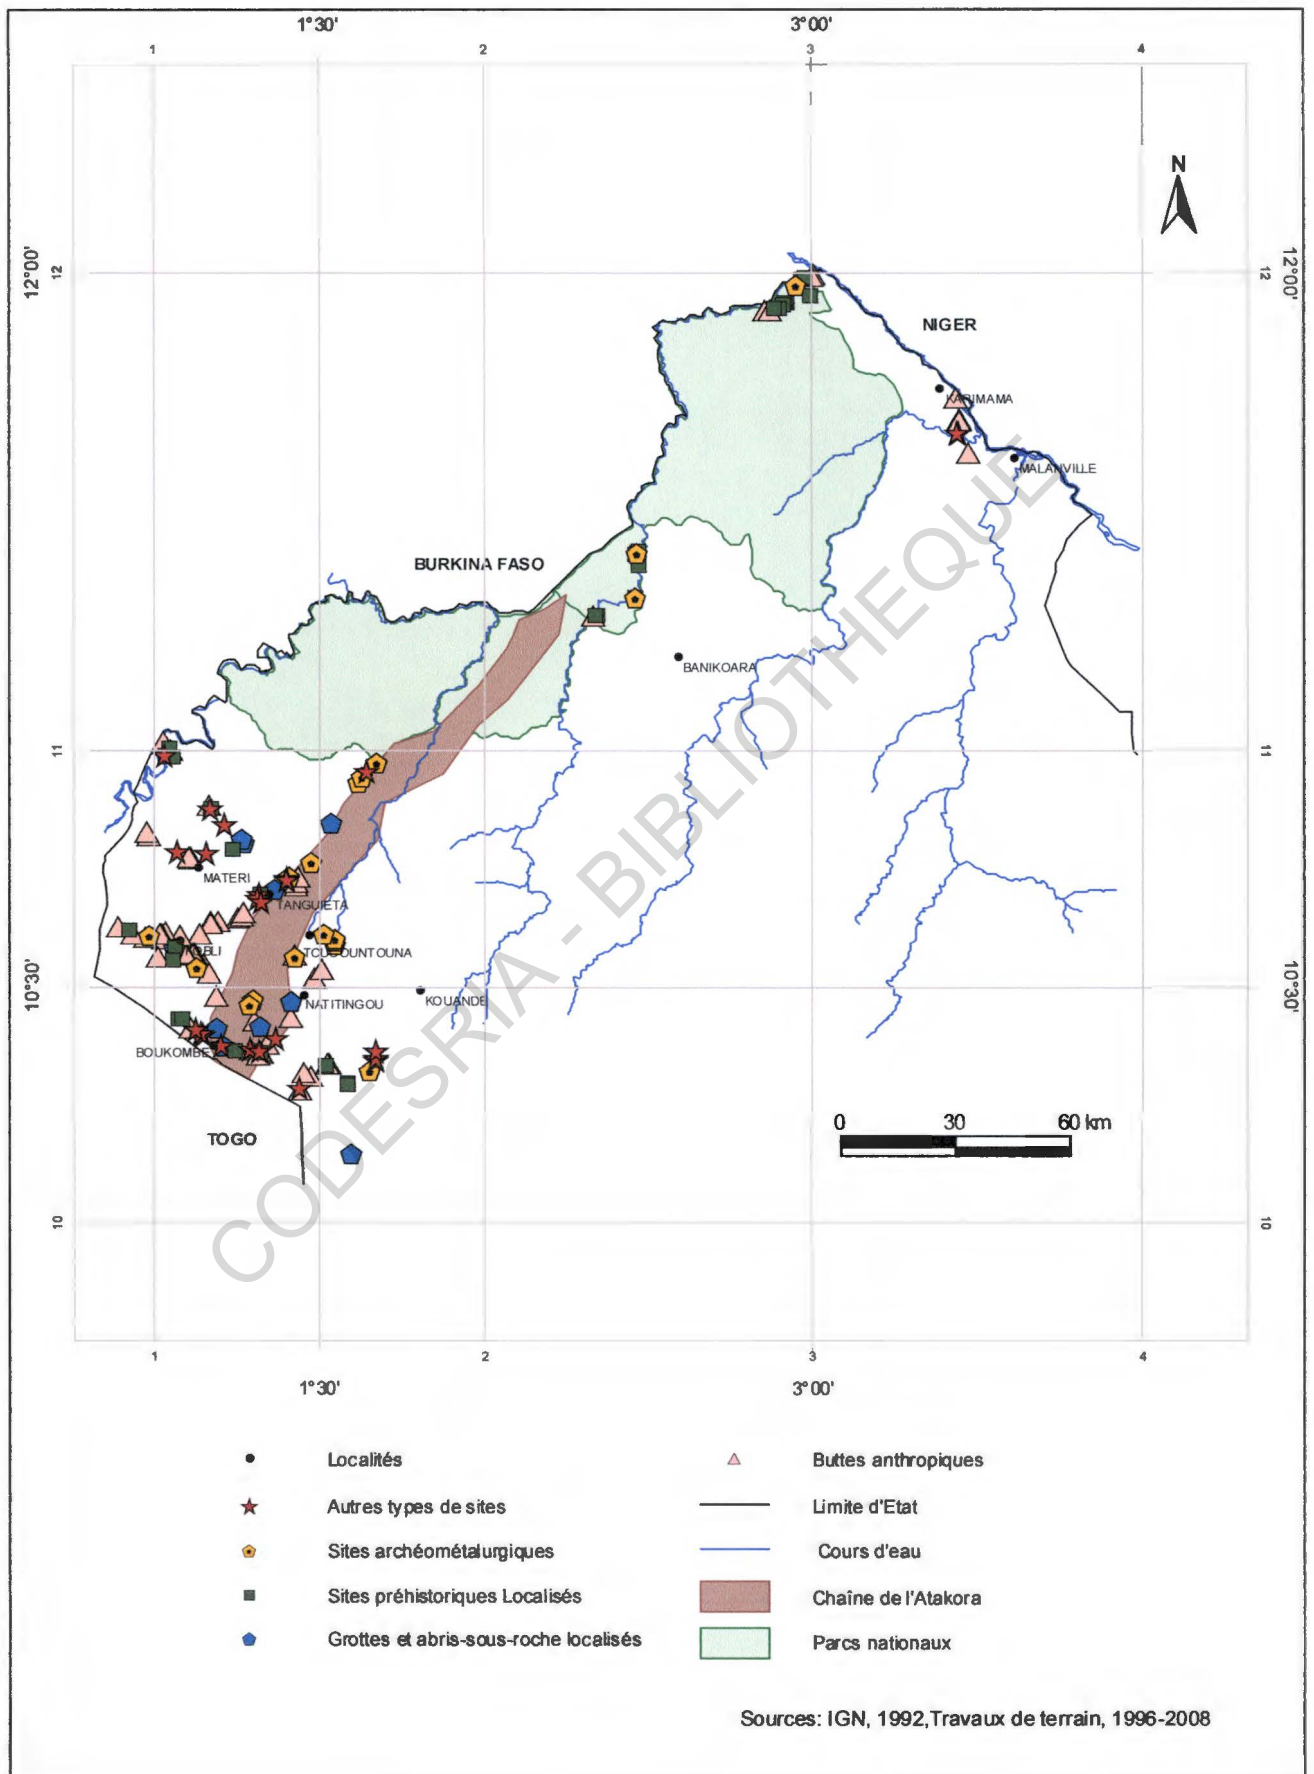 1°30' 3°00'
1 2 3 4
N
12°00' 12 12 12°00'
NIGER
KARIMAMA
MALANVILLE
BURKINA FASO
BANIKOARA
11 11
MATERI
TANGUIETA
TOUCOUNTOUNA
10°30' 10°30'
NATITINGOU
KOUANDE
BOUKOMBE
0 30 60 km
TOGO
10 10
CODESRIA - BIBLIOTHEQUE
1 2 3 4
1°30' 3°00'
Localités
Autres types de sites
Sites archéométalurgiques
Sites préhistoriques Localisés
Grottes et abris-sous-roche localisés
Buttes anthropiques
Limite d'Etat
Cours d'eau
Chaîne de l'Atakora
Parcs nationaux
Sources: IGN, 1992,Travaux de terrain, 1996-2008